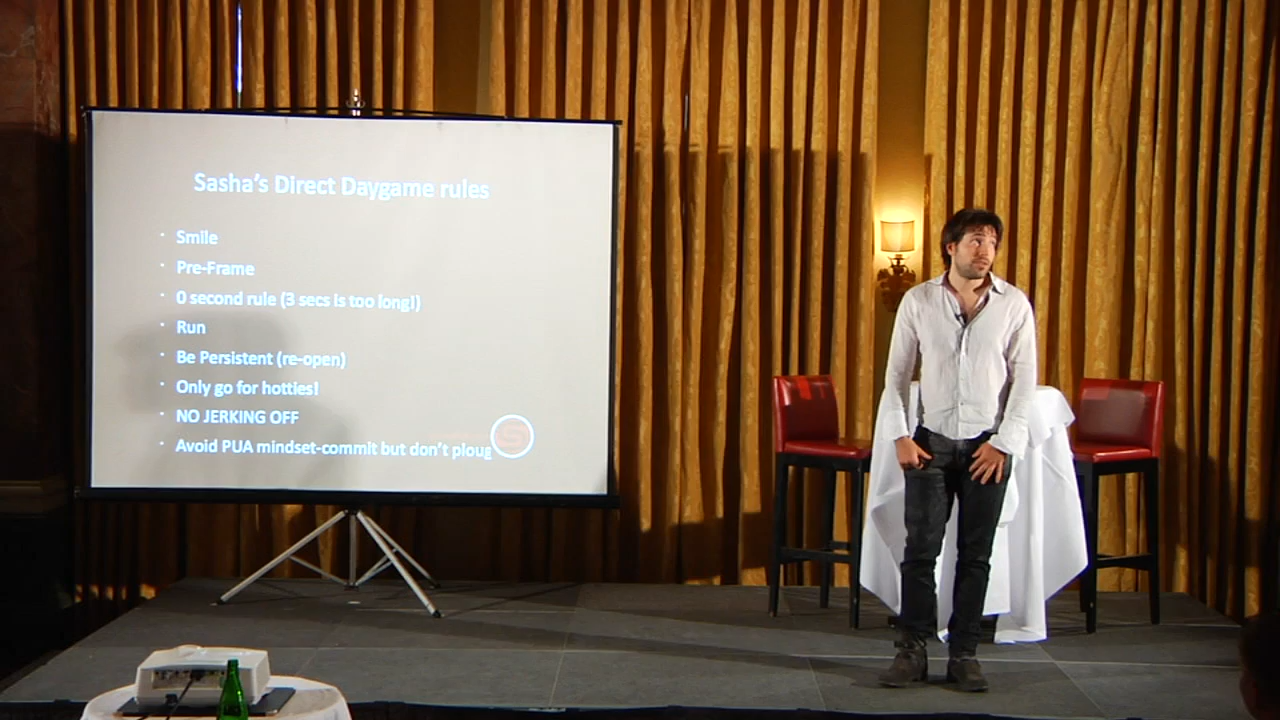 Sasha's Direct Daygame rules
• Smile
• Pre-Frame
• 0 second rule (3 secs is too long!)
• Run
• Be Persistent (re-open)
• Only go for hotties!
• NO JERKING OFF
• Avoid PUA mindset-commit but don't ploug